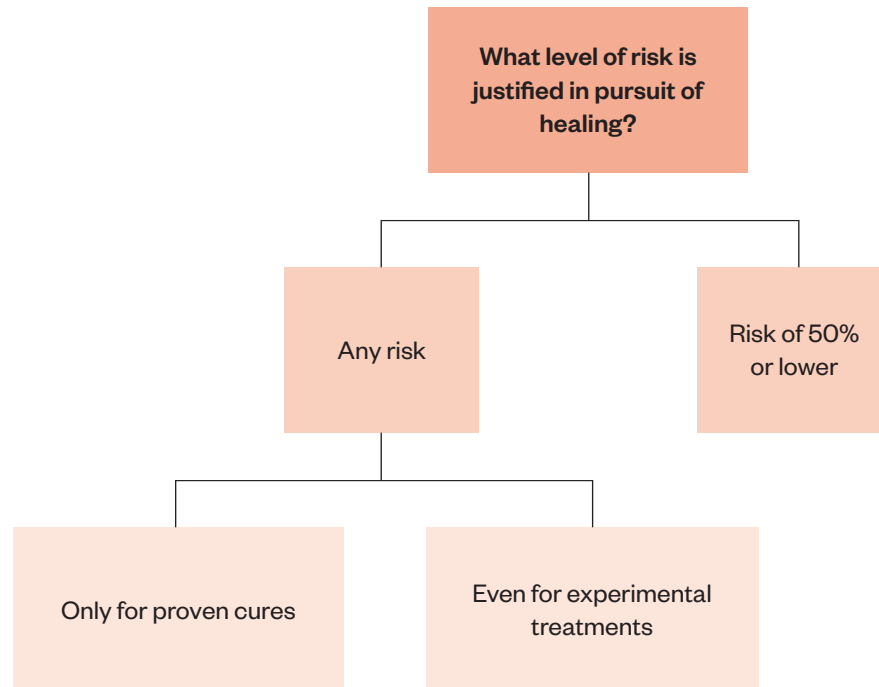 What level of risk is
justified in pursuit of
healing?
Any risk
Risk of 50%
or lower
Only for proven cures
Even for experimental
treatments